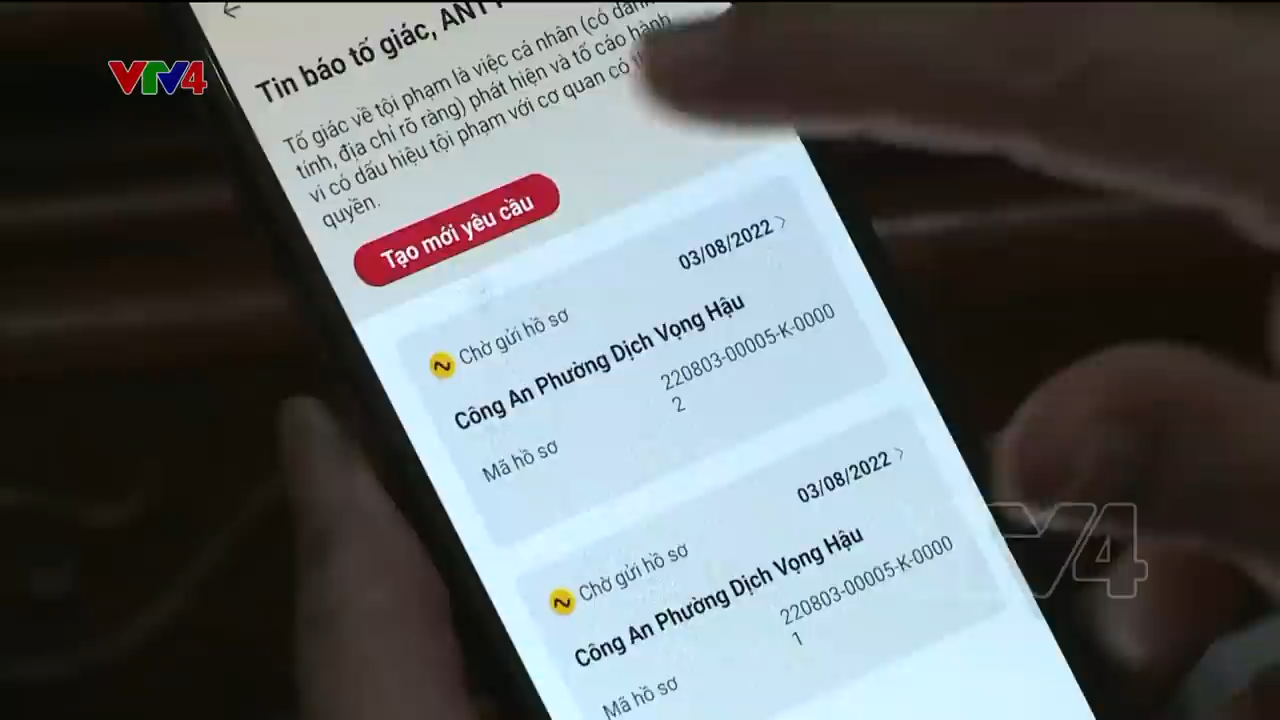 VTV4
Tin báo tố giác, ANT
Tố giác về tội phạm là việc cá nhân (có danh
tính, địa chỉ rõ ràng) phát hiện và tố cáo hành
vi có dấu hiệu tội phạm với cơ quan có
quyền.
Tạo mới yêu cầu
03/08/2022
Chờ gửi hồ sơ
Công An Phường Dịch Vọng Hậu
Mã hồ sơ
220803-00005-K-0000
2
03/08/2022
Chờ gửi hồ sơ
Công An Phường Dịch Vọng Hậu
Mã hồ sơ
220803-00005-K-0000
1
TV4